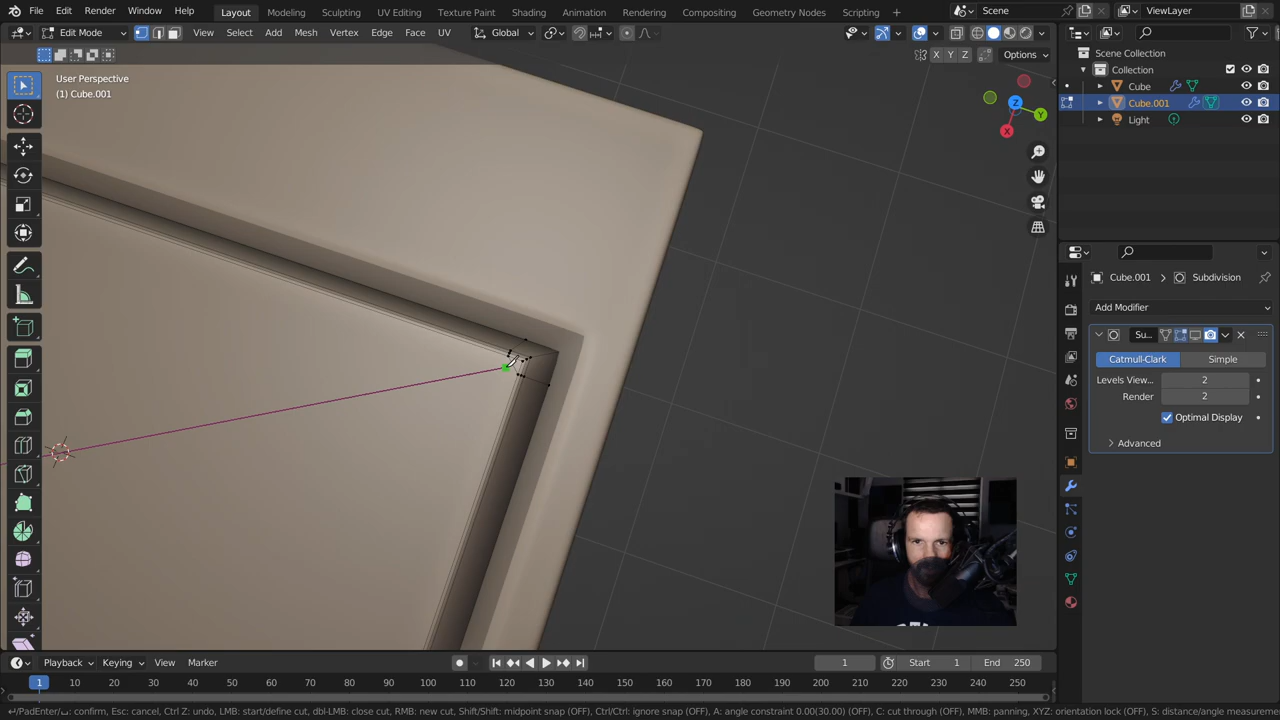 File Edit Render Window Help Layout Modeling Sculpting UV Editing Texture Paint Shading Animation Rendering Compositing Geometry Nodes Scripting Scene ViewLayer
Edit Mode View Select Add Mesh Vertex Edge Face UV Global
X Y Z Options
User Perspective
(1) Cube.001
Scene Collection
Collection
Cube
Cube.001
Light
Z
Y
X
Cube.001 Subdivision
Add Modifier
Su...
Catmull-Clark Simple
Levels View... 2
Render 2
Optimal Display
Advanced
Playback Keying View Marker 1 Start 1 End 250
1 10 20 30 40 50 60 70 80 90 100 110 120 130 140 150 160 170 180 190 200 210 220 230 240 250
confirm, Esc: cancel, Ctrl Z: undo, LMB: start/define cut, dbl-LMB: close cut, RMB: new cut, Shift/Shift: midpoint snap (OFF), Ctrl/Ctrl: ignore snap (OFF), A: angle constraint 0.00(30.00) (OFF), C: cut through (OFF), MMB: panning, XYZ: orientation lock (OFF), S: distance/angle measurements